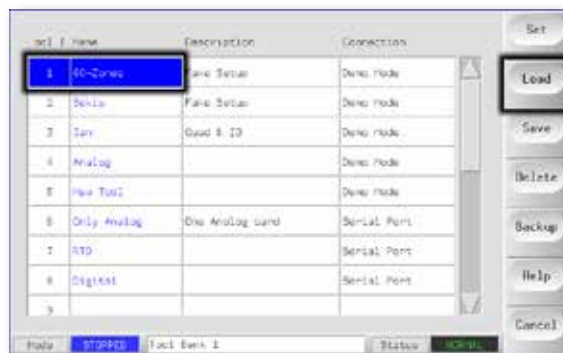 Name Description Connection
1 60-Zones Fake Setup Demo Mode
2 Fake Setup Demo Mode
3 Ian Quad & IO Demo Mode
4 Analog Demo Mode
5 New Tool Demo Mode
6 Only Analog One Analog card Serial Port
7 RTD Serial Port
8 Digital Serial Port
9
Set
Load
Save
Delete
Backup
Help
Cancel
Mode STOPPED Tool Bank 1 Status NORMAL